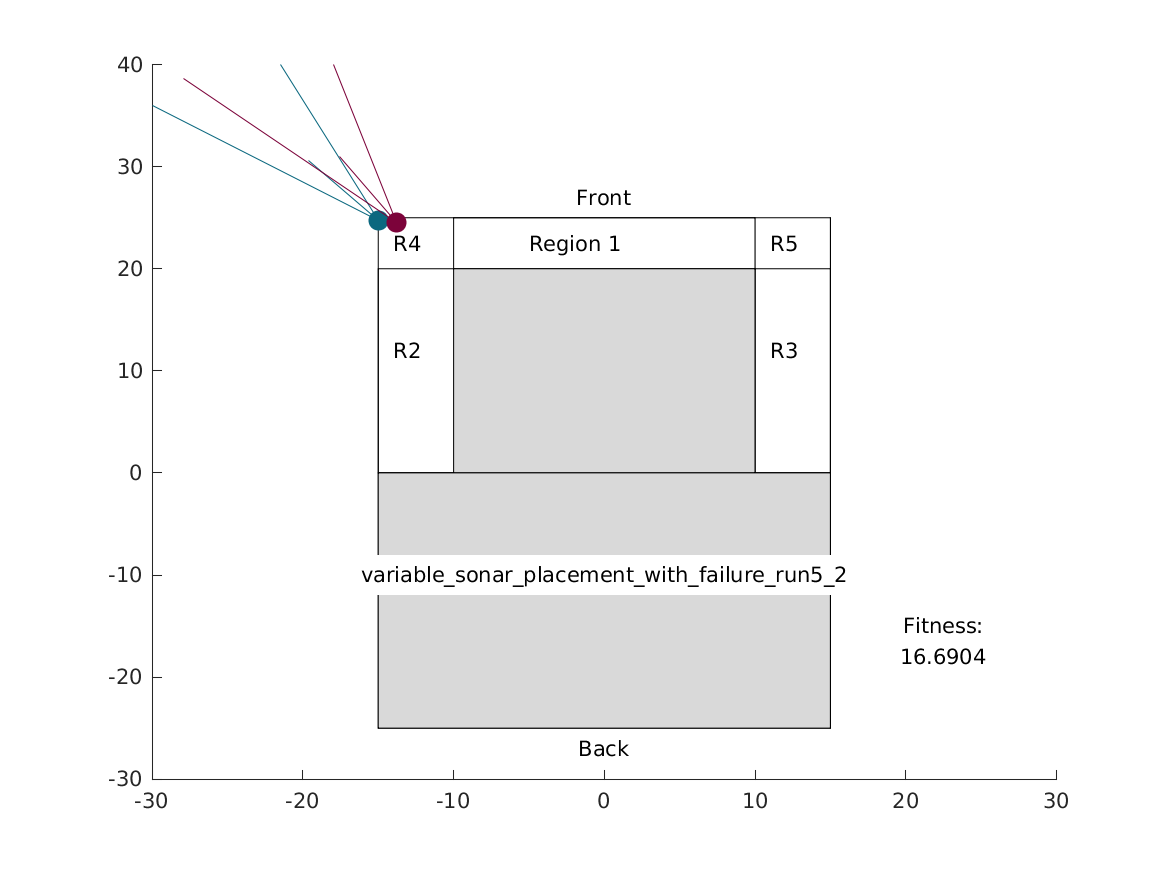 40
30
20
10
0
-10
-20
-30
-30
-20
-10
0
10
20
30
Front
R4
Region 1
R5
R2
R3
variable_sonar_placement_with_failure_run5_2
Fitness:
16.6904
Back